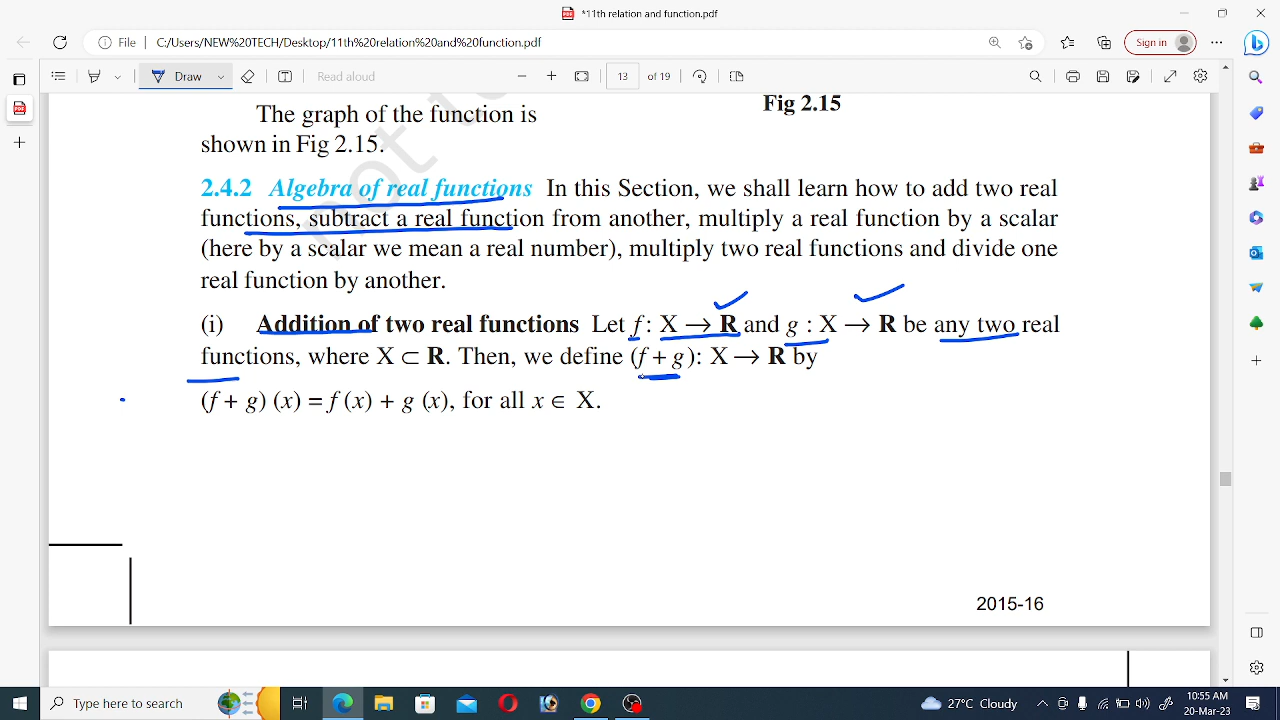 *11th relation and function.pdf
File C:/Users/NEW%20TECH/Desktop/11th%20relation%20and%20function.pdf
Sign in
Draw
Read aloud
13 of 19
The graph of the function is
Fig 2.15
shown in Fig 2.15.
not
2.4.2 Algebra of real functions In this Section, we shall learn how to add two real
functions, subtract a real function from another, multiply a real function by a scalar
(here by a scalar we mean a real number), multiply two real functions and divide one
real function by another.
(i) Addition of two real functions Let f : X → R and g : X → R be any two real
functions, where X ⊂ R. Then, we define (f + g): X → R by
(f + g) (x) = f (x) + g (x), for all x ∈ X.
2015-16
Type here to search
27°C Cloudy
10:55 AM
20-Mar-23